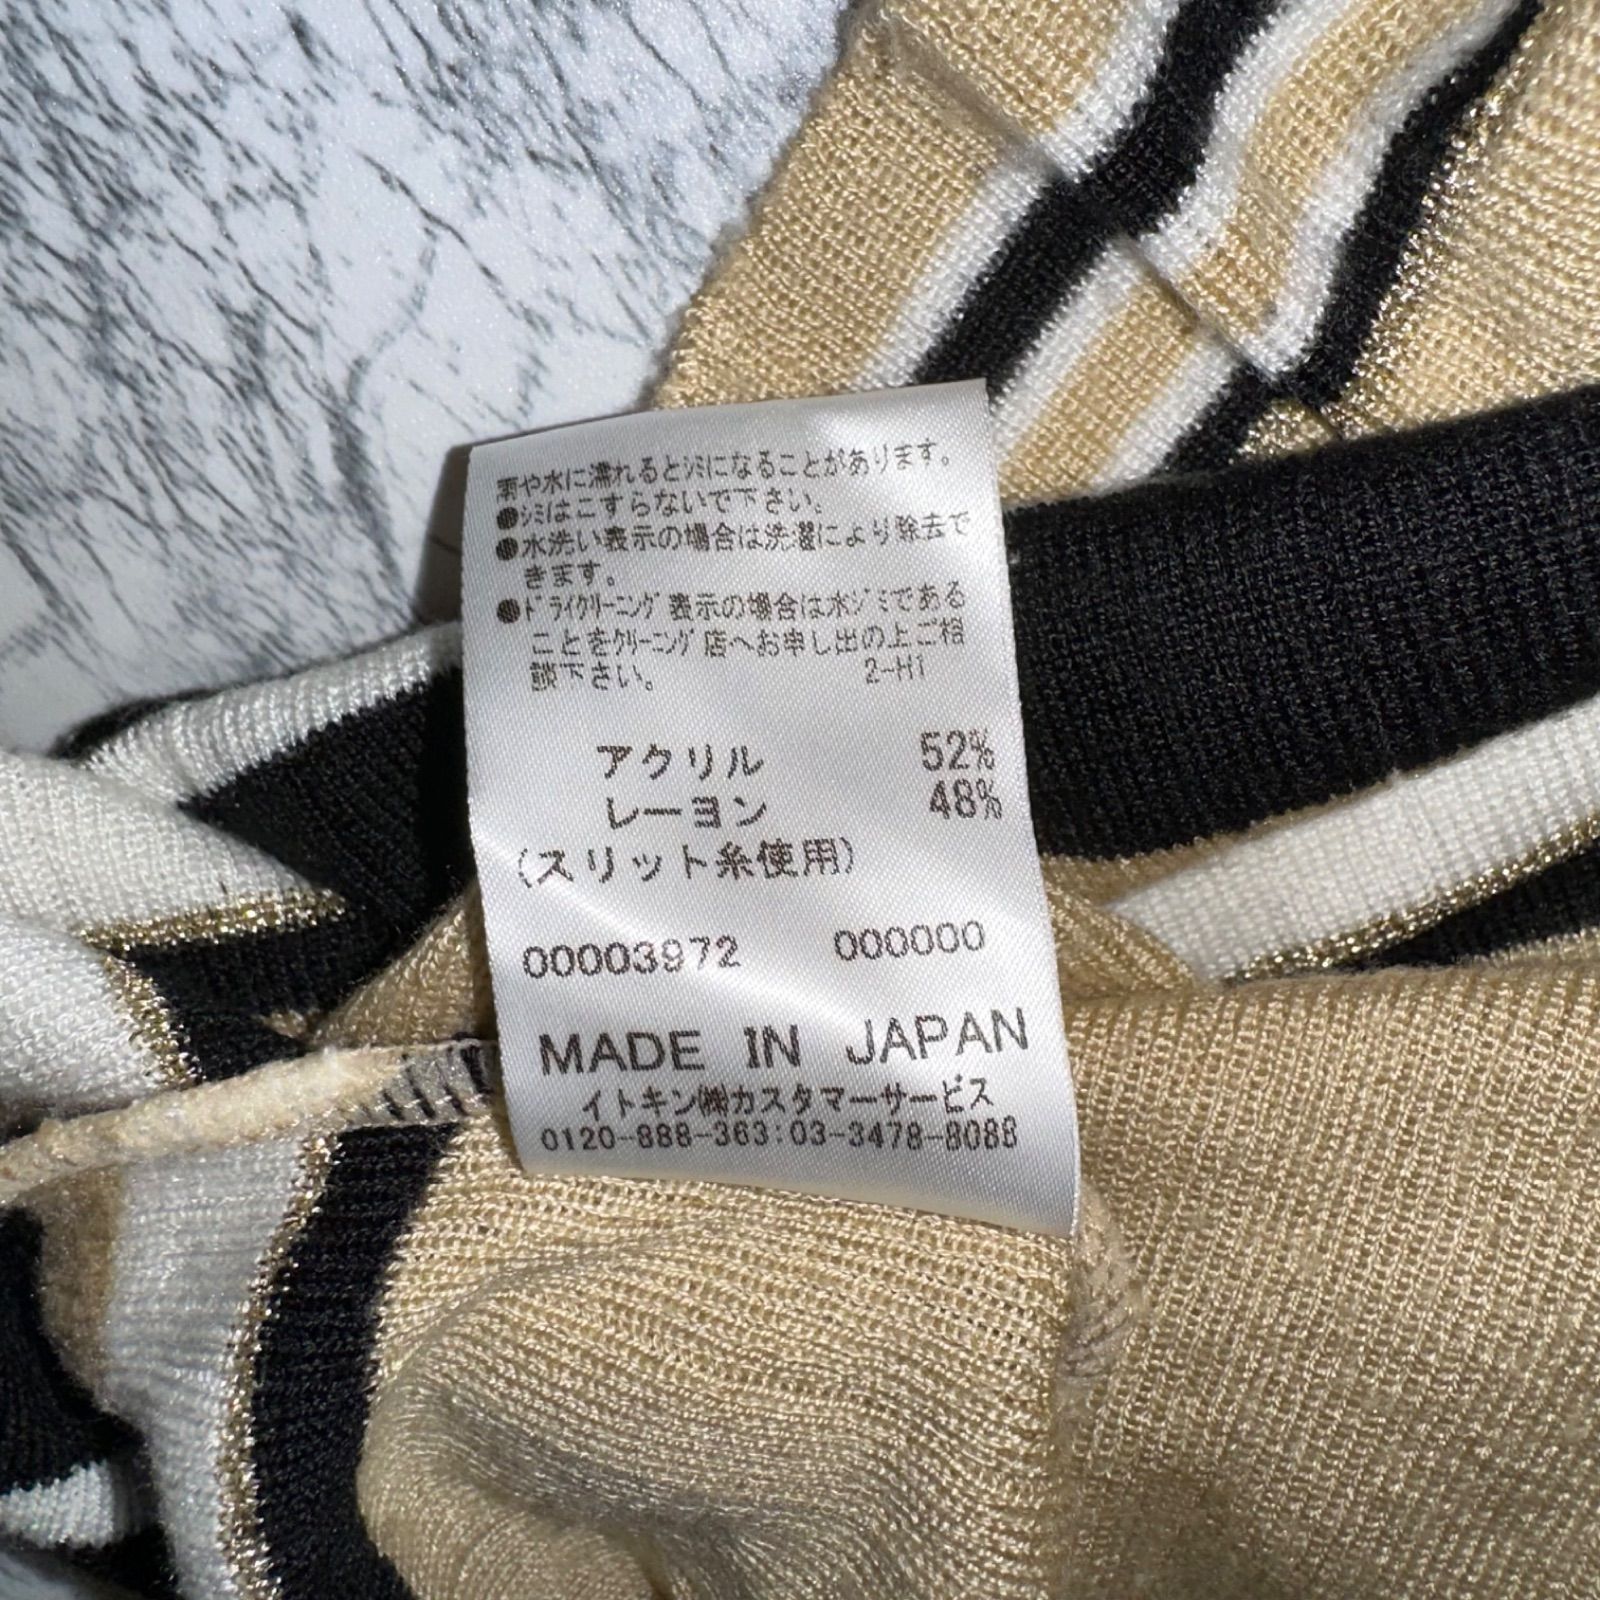 雨や水に濡れるとシミになることがあります。
●シミはこすらないで下さい。
●水洗い表示の場合は洗濯により除去で
きます。
●ドライクリーニング表示の場合は水ジミである
ことをクリーニング店へお申し出の上ご相
談下さい。 2-H1
アクリル 52%
レーヨン 48%
(スリット糸使用)
00003972 000000
MADE IN JAPAN
イトキン㈱カスタマーサービス
0120-888-363:03-3478-8088